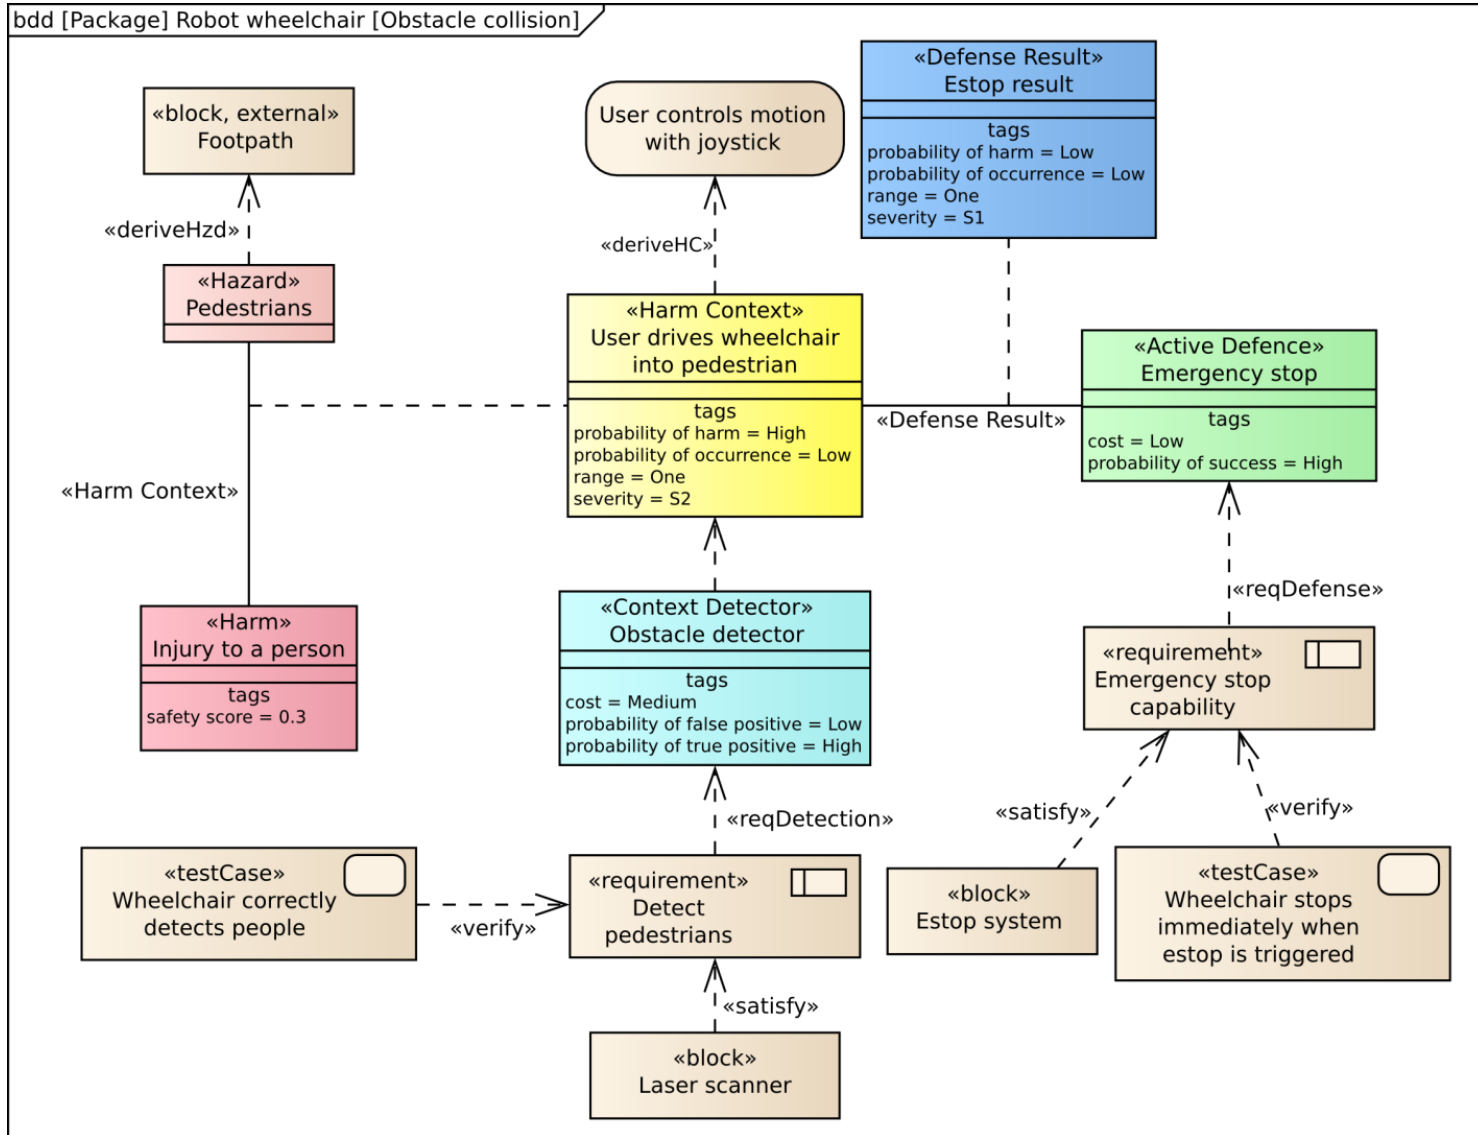 bdd [Package] Robot wheelchair [Obstacle collision]
«block, external»
Footpath
«deriveHzd»
«Hazard»
Pedestrians
«Harm Context»
«Harm»
Injury to a person
tags
safety score = 0.3
User controls motion
with joystick
«deriveHC»
«Harm Context»
User drives wheelchair
into pedestrian
tags
probability of harm = High
probability of occurrence = Low
range = One
severity = S2
«Defense Result»
Estop result
tags
probability of harm = Low
probability of occurrence = Low
range = One
severity = S1
«Defense Result»
«Active Defence»
Emergency stop
tags
cost = Low
probability of success = High
«reqDefense»
«requirement»
Emergency stop
capability
«Context Detector»
Obstacle detector
tags
cost = Medium
probability of false positive = Low
probability of true positive = High
«reqDetection»
«satisfy»
«verify»
«testCase»
Wheelchair correctly
detects people
«verify»
«requirement»
Detect
pedestrians
«block»
Estop system
«testCase»
Wheelchair stops
immediately when
estop is triggered
«satisfy»
«block»
Laser scanner